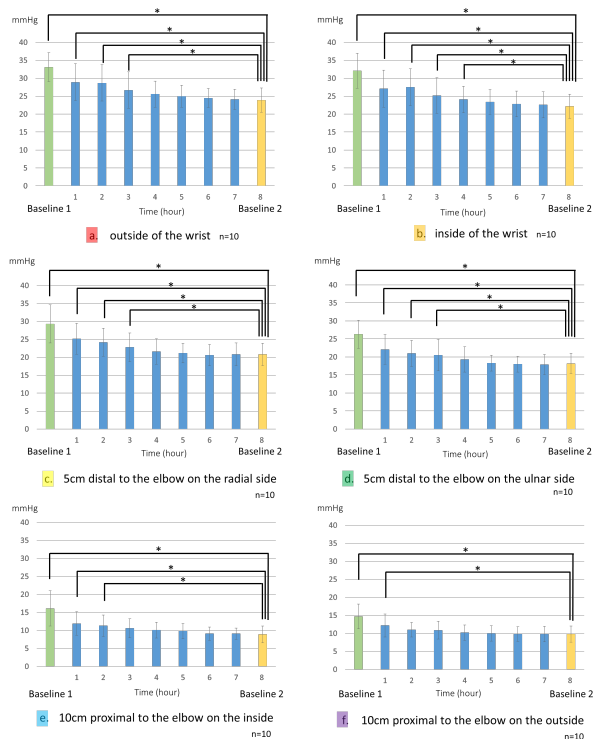 mmHg
*
*
*
*
40
35
30
25
20
15
10
5
0
1 2 3 4 5 6 7 8
Baseline 1 Time (hour) Baseline 2
a. outside of the wrist n=10
mmHg
*
*
*
*
*
40
35
30
25
20
15
10
5
0
1 2 3 4 5 6 7 8
Baseline 1 Time (hour) Baseline 2
b. inside of the wrist n=10
mmHg
*
*
*
*
40
35
30
25
20
15
10
5
0
1 2 3 4 5 6 7 8
Baseline 1 Time (hour) Baseline 2
c. 5cm distal to the elbow on the radial side
n=10
mmHg
*
*
*
*
40
35
30
25
20
15
10
5
0
1 2 3 4 5 6 7 8
Baseline 1 Time (hour) Baseline 2
d. 5cm distal to the elbow on the ulnar side
n=10
mmHg
40
35
*
30
*
25
*
20
15
10
5
0
1 2 3 4 5 6 7 8
Baseline 1 Time (hour) Baseline 2
e. 10cm proximal to the elbow on the inside
n=10
mmHg
40
35
*
30
*
25
20
15
10
5
0
1 2 3 4 5 6 7 8
Baseline 1 Time (hour) Baseline 2
f. 10cm proximal to the elbow on the outside
n=10